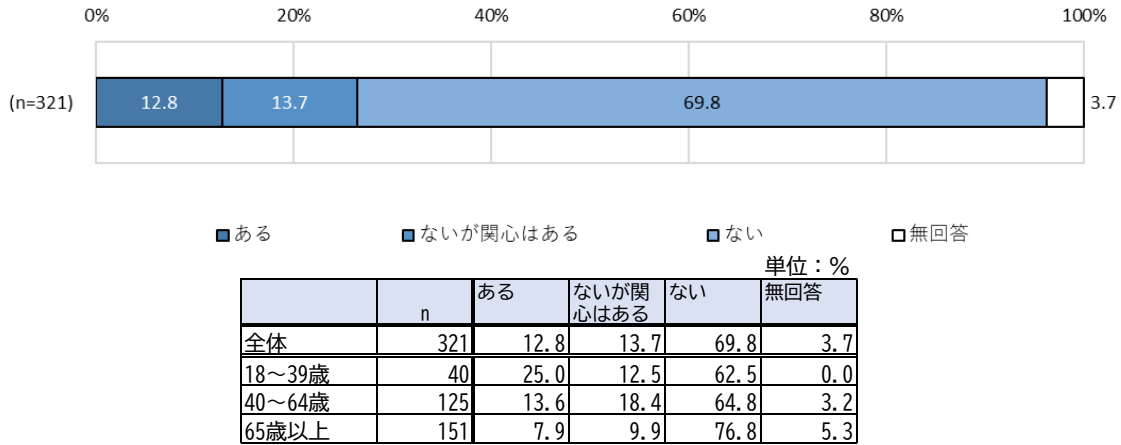 0% 20% 40% 60% 80% 100%
(n=321) 12.8 13.7 69.8 3.7
ある ないが関心はある ない 無回答
単位：%
n ある ないが関心はある ない 無回答
全体 321 12.8 13.7 69.8 3.7
18～39歳 40 25.0 12.5 62.5 0.0
40～64歳 125 13.6 18.4 64.8 3.2
65歳以上 151 7.9 9.9 76.8 5.3